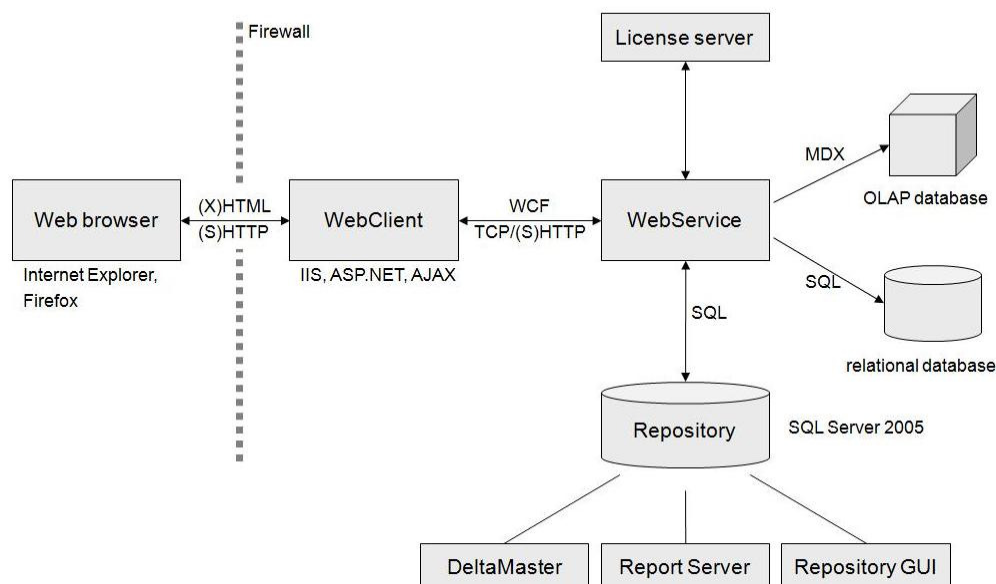 Firewall
License server
MDX
OLAP database
Web browser
(X)HTML
(S)HTTP
WebClient
WCF
TCP/(S)HTTP
WebService
Internet Explorer,
Firefox
IIS, ASP.NET, AJAX
SQL
SQL
relational database
Repository
SQL Server 2005
DeltaMaster
Report Server
Repository GUI